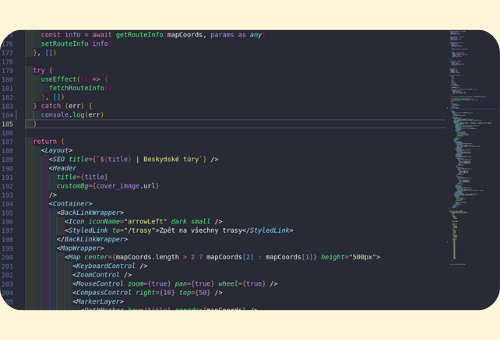 175 const info = await getRouteInfo(mapCoords, params as any)
176 setRouteInfo(info)
177 }, [])
178
179 try {
180 useEffect(() => {
181 fetchRouteInfo()
182 }, [])
183 } catch (err) {
184 console.log(err)
185 }
186
187 return (
188 <Layout>
189 <SEO title={`${title} | Beskydské túry`} />
190 <Header
191 title={title}
192 customBg={cover_image.url}
193 />
194 <Container>
195 <BackLinkWrapper>
196 <Icon iconName="arrowLeft" dark small />
197 <StyledLink to="/trasy">Zpět na všechny trasy</StyledLink>
198 </BackLinkWrapper>
199 <MapWrapper>
200 <Map center={mapCoords.length > 2 ? mapCoords[2] : mapCoords[1]} height="500px">
201 <KeyboardControl />
202 <ZoomControl />
203 <MouseControl zoom={true} pan={true} wheel={true} />
204 <CompassControl right={10} top={50} />
205 <MarkerLayer>